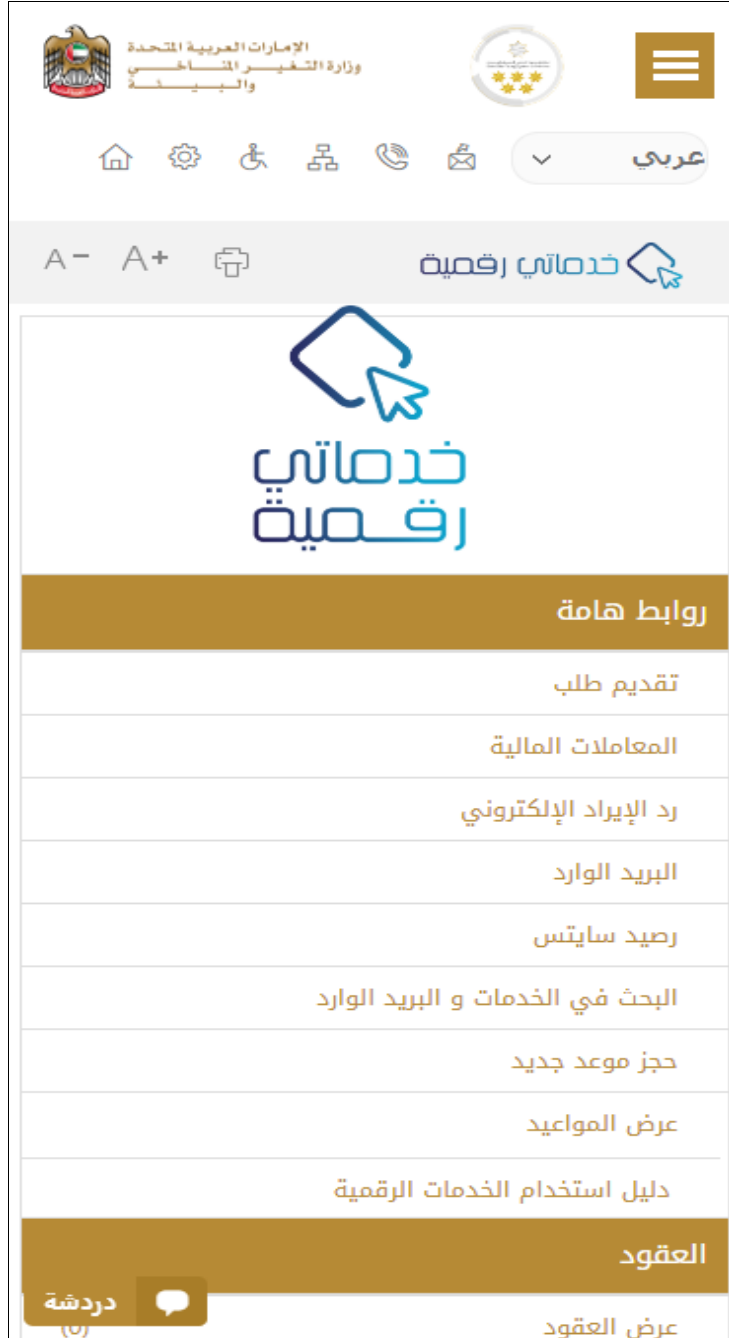 الإمارات العربية المتحدة
وزارة التغير المناخي
والبيئة
عربي
A- A+
خدماتي رقمية
خدماتي
رقمية
روابط هامة
تقديم طلب
المعاملات المالية
رد الإيراد الإلكتروني
البريد الوارد
رصيد سايتس
البحث في الخدمات و البريد الوارد
حجز موعد جديد
عرض المواعيد
دليل استخدام الخدمات الرقمية
العقود
دردشة
عرض العقود
(0)